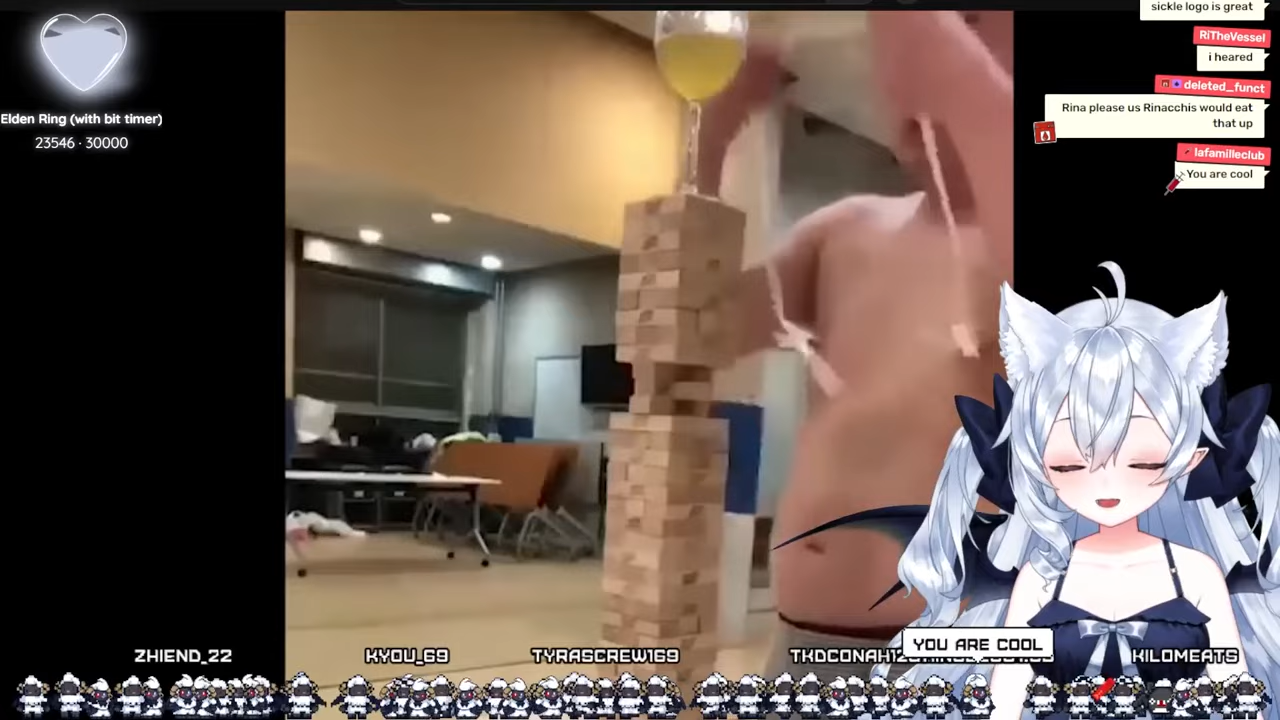 sickle logo is great
RiTheVessel
i heared
deleted_funct
Rina please us Rinacchis would eat
that up
lafamilleclub
You are cool
Elden Ring (with bit timer)
23546 · 30000
YOU ARE COOL
ZHIEND_22
KYOU_69
TYRASCREW169
KILOMEATS